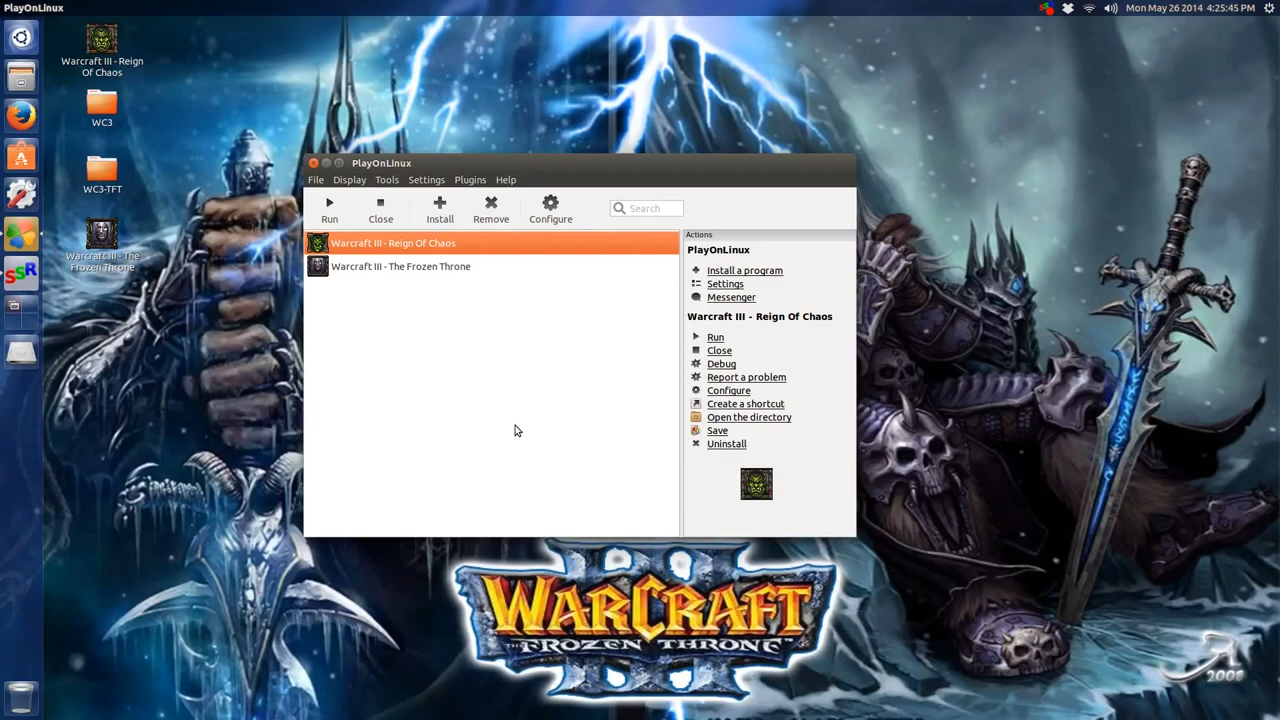 PlayOnLinux
Mon May 26 2014 4:25:45 PM
Warcraft III - Reign
Of Chaos
WC3
WC3-TFT
Warcraft III - The
Frozen Throne
SSR
PlayOnLinux
File Display Tools Settings Plugins Help
Run Close Install Remove Configure Search
Warcraft III - Reign Of Chaos
Warcraft III - The Frozen Throne
Actions
PlayOnLinux
Install a program
Settings
Messenger
Warcraft III - Reign Of Chaos
Run
Close
Debug
Report a problem
Configure
Create a shortcut
Open the directory
Save
Uninstall
WARCRAFT
III
THE FROZEN THRONE
2008